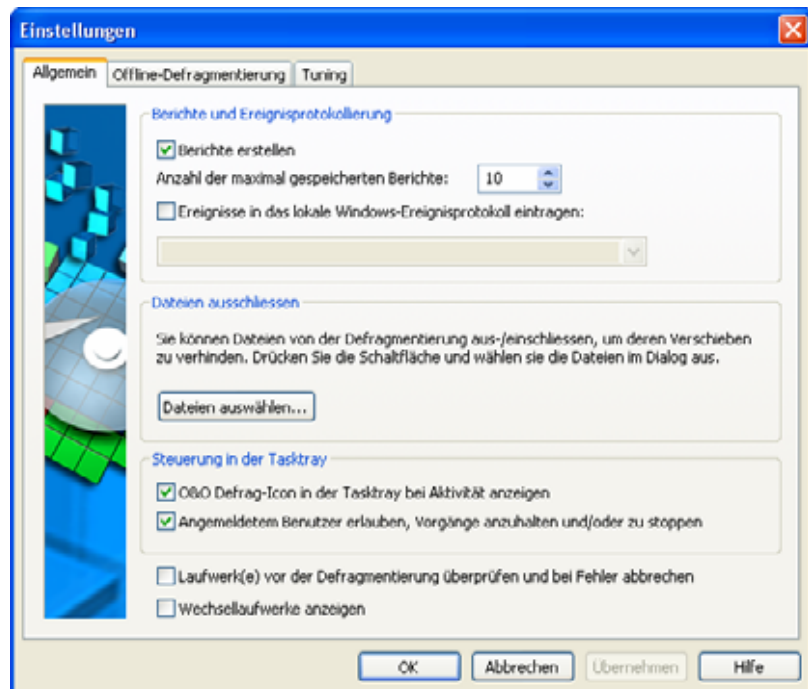 Einstellungen
Allgemein
Offline-Defragmentierung
Tuning
Berichte und Ereignisprotokollierung
Berichte erstellen
Anzahl der maximal gespeicherten Berichte:
10
Ereignisse in das lokale Windows-Ereignisprotokoll eintragen:
Dateien ausschliessen
Sie können Dateien von der Defragmentierung aus-/einschliessen, um deren Verschieben
zu verhinden. Drücken Sie die Schaltfläche und wählen sie die Dateien im Dialog aus.
Dateien auswählen...
Steuerung in der Tasktray
O&O Defrag-Icon in der Tasktray bei Aktivität anzeigen
Angemeldetem Benutzer erlauben, Vorgänge anzuhalten und/oder zu stoppen
Laufwerk(e) vor der Defragmentierung überprüfen und bei Fehler abbrechen
Wechsellaufwerke anzeigen
OK
Abbrechen
Übernehmen
Hilfe